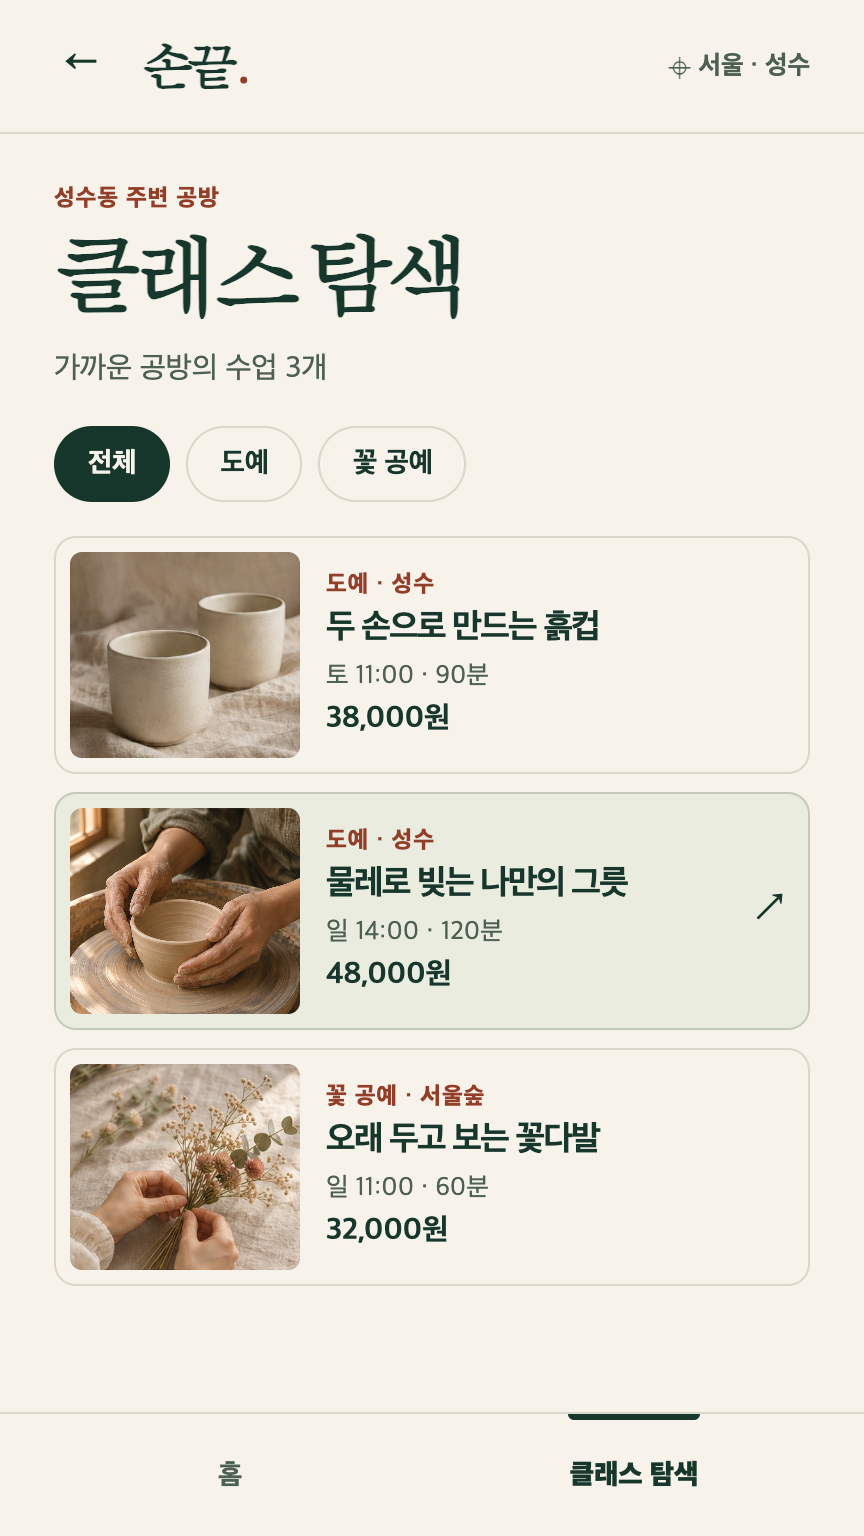 ← 손끝.
서울 · 성수
성수동 주변 공방
클래스 탐색
가까운 공방의 수업 3개
전체
도예
꽃 공예
도예 · 성수
두 손으로 만드는 흙컵
토 11:00 · 90분
38,000원
도예 · 성수
물레로 빚는 나만의 그릇
일 14:00 · 120분
48,000원
꽃 공예 · 서울숲
오래 두고 보는 꽃다발
일 11:00 · 60분
32,000원
홈
클래스 탐색